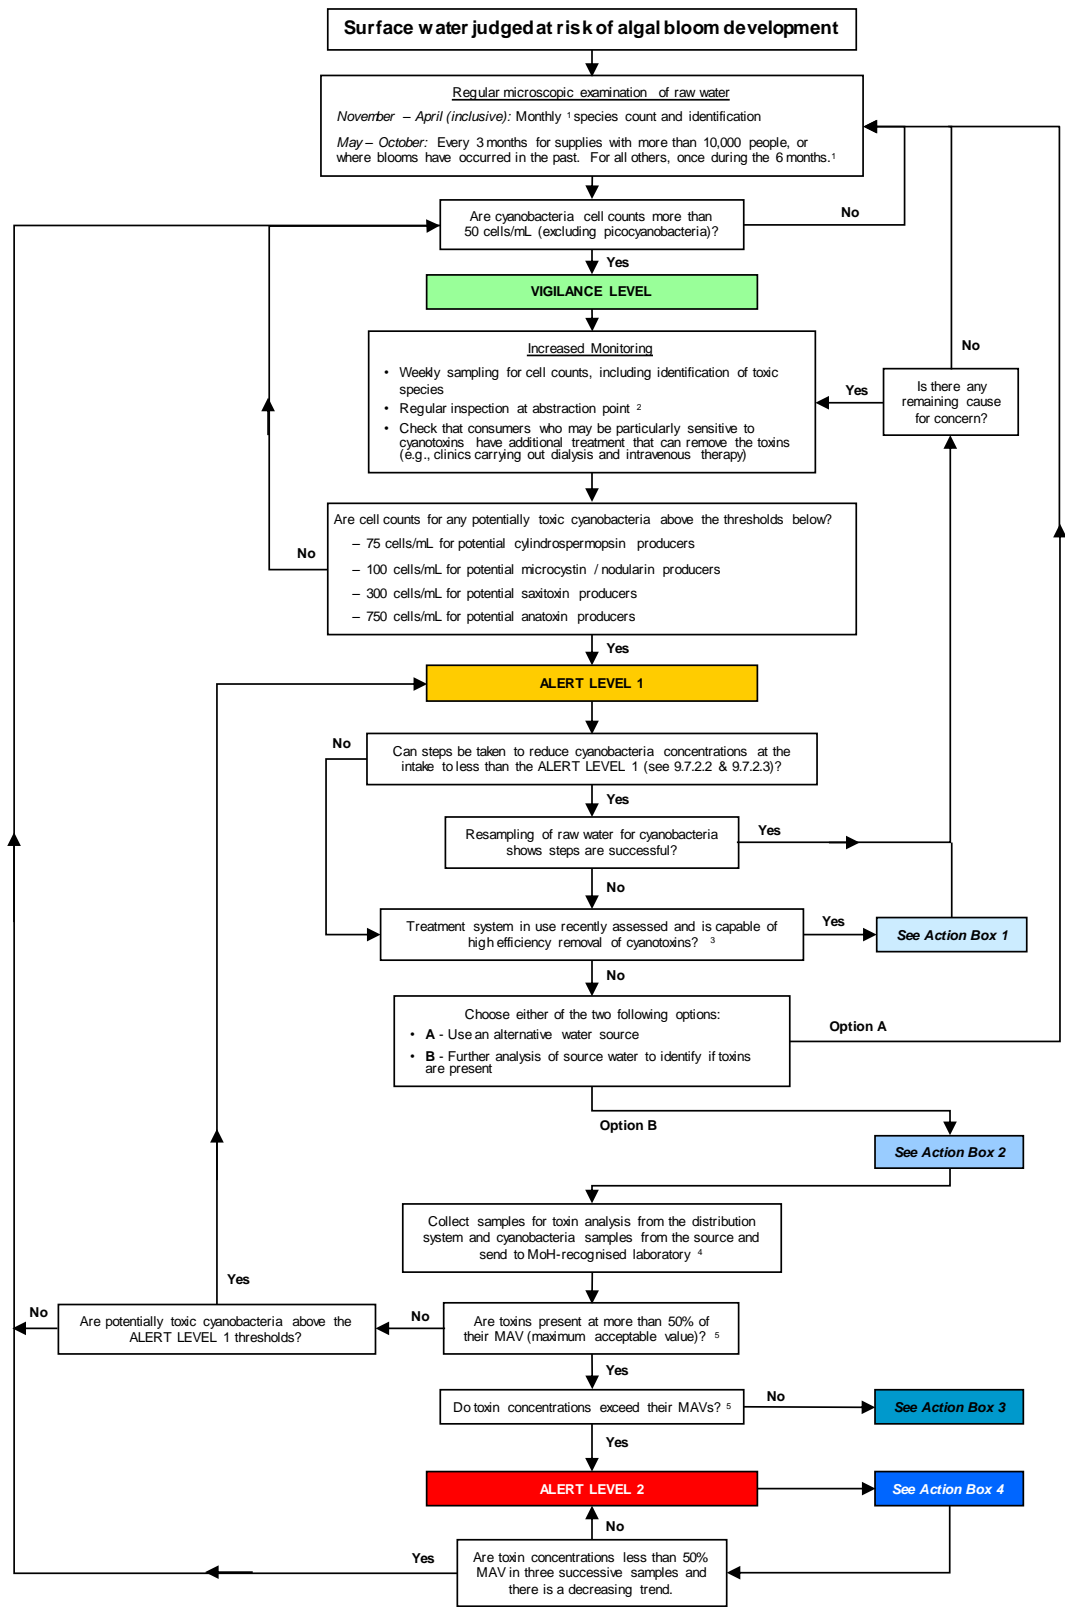 Surface water judged at risk of algal bloom development
Regular microscopic examination of raw water
November – April (inclusive): Monthly ¹ species count and identification
May – October: Every 3 months for supplies with more than 10,000 people, or
where blooms have occurred in the past. For all others, once during the 6 months.¹
Are cyanobacteria cell counts more than
50 cells/mL (excluding picocyanobacteria)?
No
Yes
VIGILANCE LEVEL
Increased Monitoring
• Weekly sampling for cell counts, including identification of toxic
species
• Regular inspection at abstraction point ²
• Check that consumers who may be particularly sensitive to
cyanotoxins have additional treatment that can remove the toxins
(e.g., clinics carrying out dialysis and intravenous therapy)
No
Yes
Is there any
remaining cause
for concern?
Are cell counts for any potentially toxic cyanobacteria above the thresholds below?
– 75 cells/mL for potential cylindrospermopsin producers
– 100 cells/mL for potential microcystin / nodularin producers
– 300 cells/mL for potential saxitoxin producers
– 750 cells/mL for potential anatoxin producers
No
Yes
ALERT LEVEL 1
No
Can steps be taken to reduce cyanobacteria concentrations at the
intake to less than the ALERT LEVEL 1 (see 9.7.2.2 & 9.7.2.3)?
Yes
Resampling of raw water for cyanobacteria
shows steps are successful?
Yes
No
Treatment system in use recently assessed and is capable of
high efficiency removal of cyanotoxins? ³
Yes
See Action Box 1
No
Choose either of the two following options:
• A - Use an alternative water source
• B - Further analysis of source water to identify if toxins
are present
Option A
Option B
See Action Box 2
Collect samples for toxin analysis from the distribution
system and cyanobacteria samples from the source and
send to MoH-recognised laboratory ⁴
Yes
No
Are potentially toxic cyanobacteria above the
ALERT LEVEL 1 thresholds?
No
Are toxins present at more than 50% of
their MAV (maximum acceptable value)? ⁵
Yes
Do toxin concentrations exceed their MAVs? ⁵
No
See Action Box 3
Yes
ALERT LEVEL 2
See Action Box 4
No
Yes
Are toxin concentrations less than 50%
MAV in three successive samples and
there is a decreasing trend.